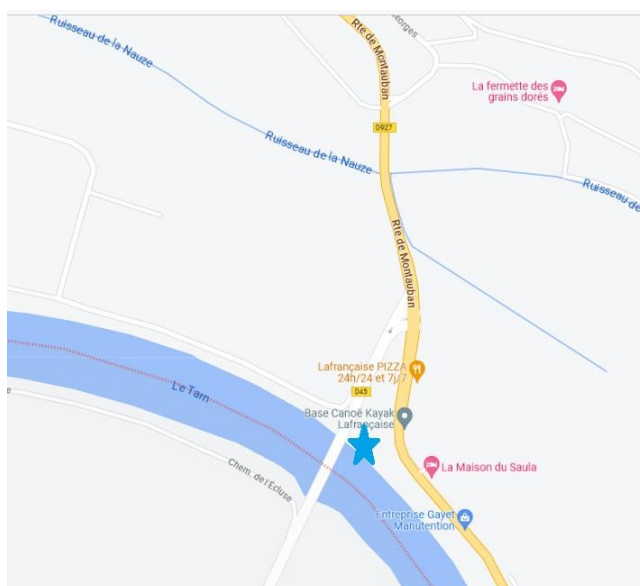 Ruisseau de la Nauze
Rte de Montauban
eorges
La fermette des
grains dorés
D927
Ruisseau de la Nauze
Ruisseau de
Rte de Montauban
Lafrançaise PIZZA
24h/24 et 7j/7
Le Tarn
D45
Base Canoë Kayak
Lafrançaise
e
Chem. de l'Écluse
La Maison du Saula
Entreprise Gayet
Manutention